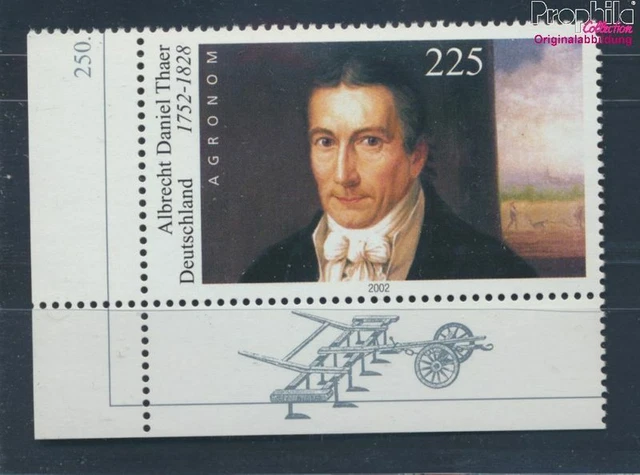 Prophila
Collection
Originalabbildung
250.
Albrecht Daniel Thaer
1752-1828
Deutschland
AGRONOM
225
2002